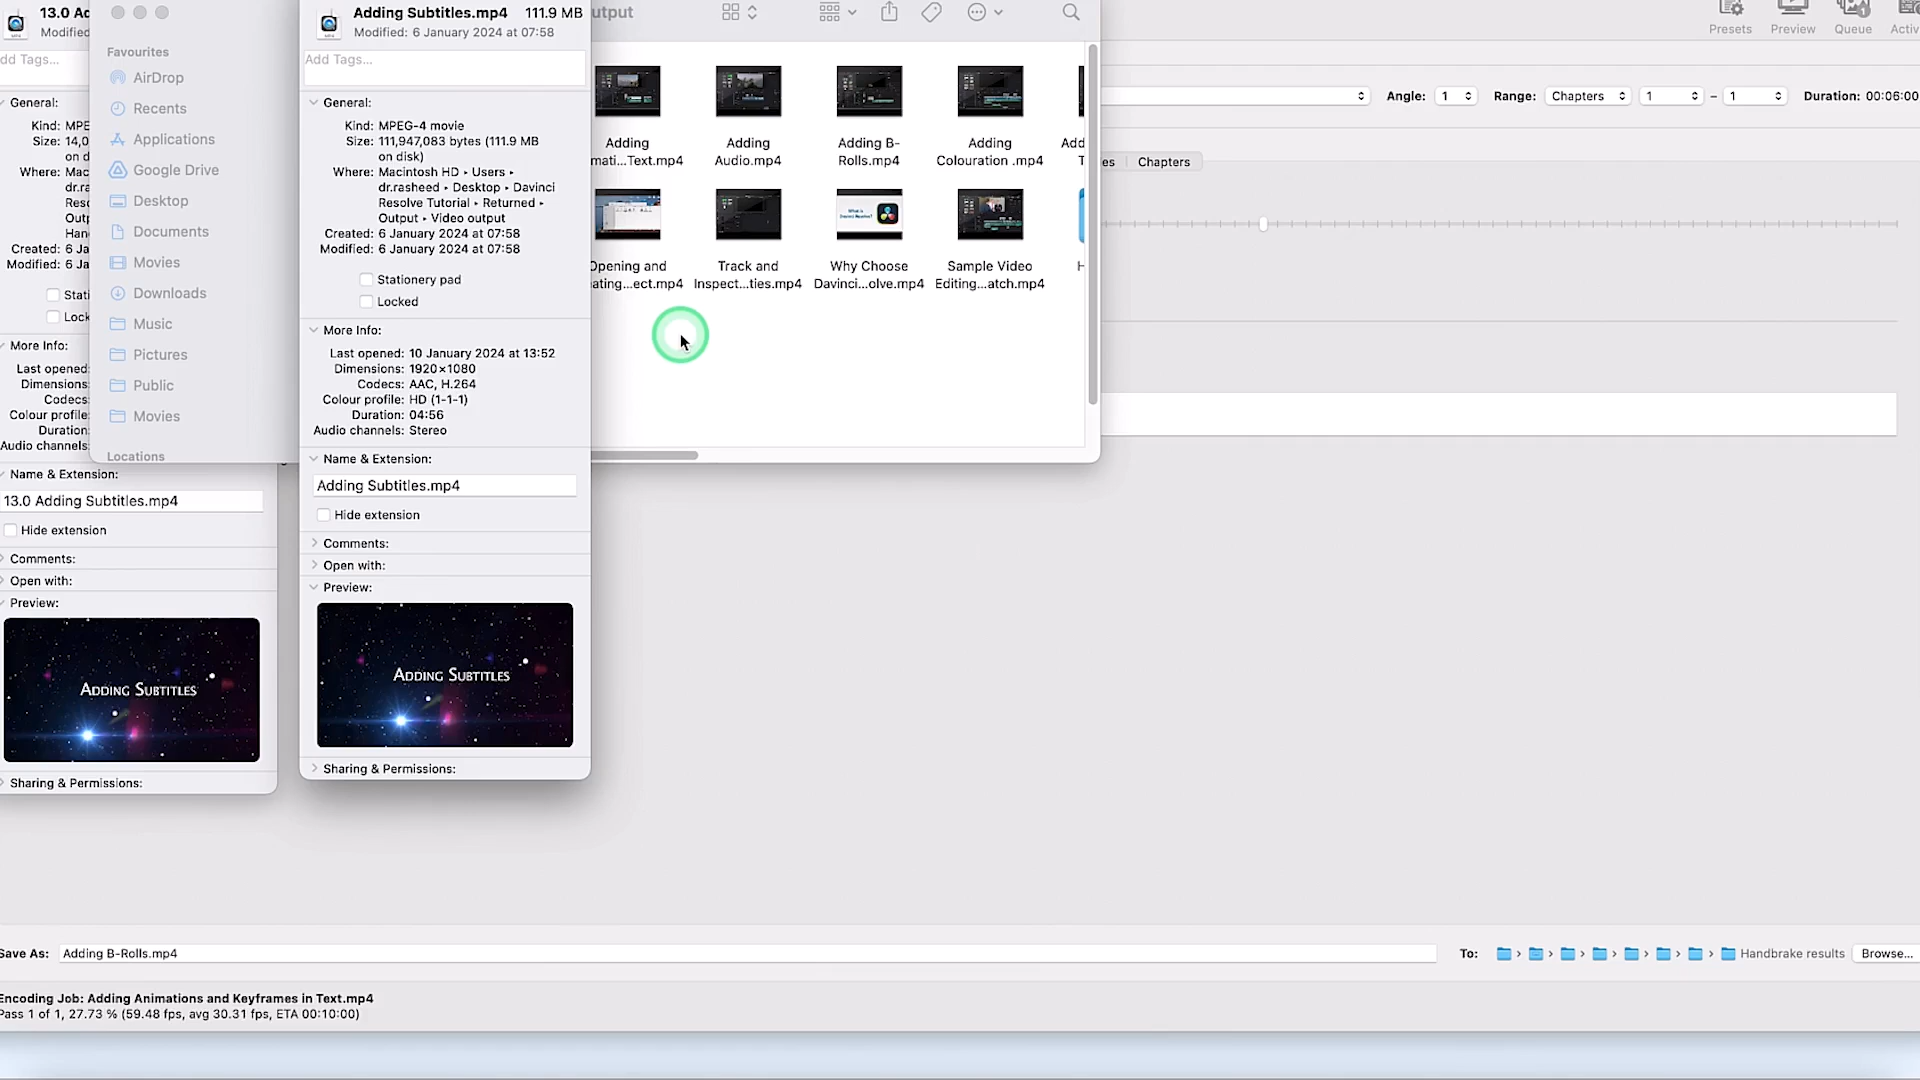 13.0 Ad
Modified:
dd Tags...
General:
Kind: MPE
Size: 14,0
on d
Where: Mac
dr.ra
Reso
Outp
Han
Created: 6 Ja
Modified: 6 Ja
Stati
Lock
More Info:
Last opened:
Dimensions:
Codecs:
Colour profile:
Duration:
Audio channels:
Name & Extension:
13.0 Adding Subtitles.mp4
Hide extension
Comments:
Open with:
Preview:
Adding Subtitles
Sharing & Permissions:
Favourites
AirDrop
Recents
Applications
Google Drive
Desktop
Documents
Movies
Downloads
Music
Pictures
Public
Movies
Locations
Adding Subtitles.mp4 111.9 MB
Modified: 6 January 2024 at 07:58
Add Tags...
General:
Kind: MPEG-4 movie
Size: 111,947,083 bytes (111.9 MB
on disk)
Where: Macintosh HD ▸ Users ▸
dr.rasheed ▸ Desktop ▸ Davinci
Resolve Tutorial ▸ Returned ▸
Output ▸ Video output
Created: 6 January 2024 at 07:58
Modified: 6 January 2024 at 07:58
Stationery pad
Locked
More Info:
Last opened: 10 January 2024 at 13:52
Dimensions: 1920×1080
Codecs: AAC, H.264
Colour profile: HD (1-1-1)
Duration: 04:56
Audio channels: Stereo
Name & Extension:
Adding Subtitles.mp4
Hide extension
Comments:
Open with:
Preview:
Adding Subtitles
Sharing & Permissions:
utput
Adding
mati...Text.mp4
Adding
Audio.mp4
Adding B-
Rolls.mp4
Adding
Colouration .mp4
Add
T
Opening and
ating...ect.mp4
Track and
Inspect...ties.mp4
Why Choose
Davinci...olve.mp4
Sample Video
Editing...atch.mp4
H
Presets
Preview
Queue
Activ
Angle: 1
Range: Chapters 1 – 1
Duration: 00:06:00
es
Chapters
Save As: Adding B-Rolls.mp4
To: Handbrake results
Browse...
Encoding Job: Adding Animations and Keyframes in Text.mp4
Pass 1 of 1, 27.73 % (59.48 fps, avg 30.31 fps, ETA 00:10:00)